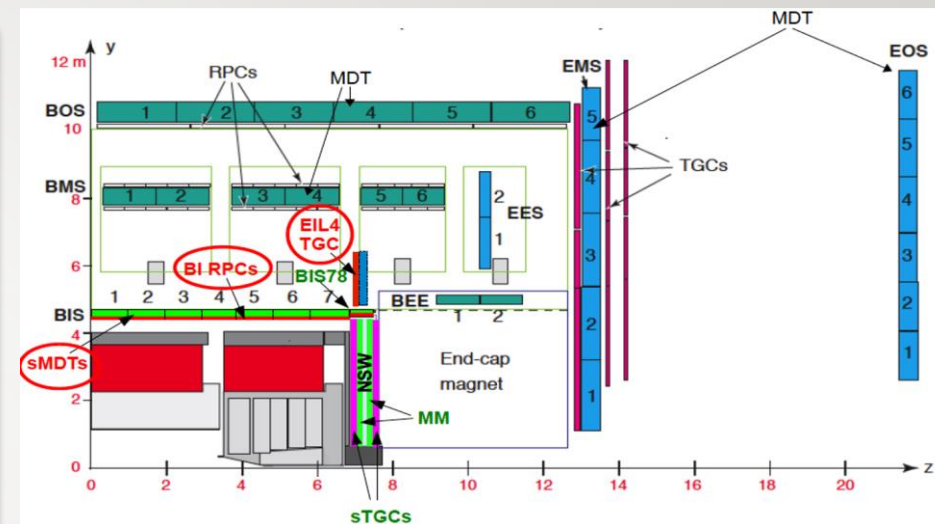 MDT
y
12 m
RPCs
MDT
EMS
EOS
BOS
1 2 3 4 5 6
10
5
6
TGCs
5
BMS
8
1 2
3 4
5 6
2
EES
1
4
4
EIL4
TGC
6
BI RPCs
BIS78
3
3
1 2 3 4 5 6 7
BEE
1 2
BIS
2
2
4
sMDTs
NSW
End-cap
magnet
1
1
2
MM
0
0 2 4 6 8 10 12 14 16 18 20 z
sTGCs